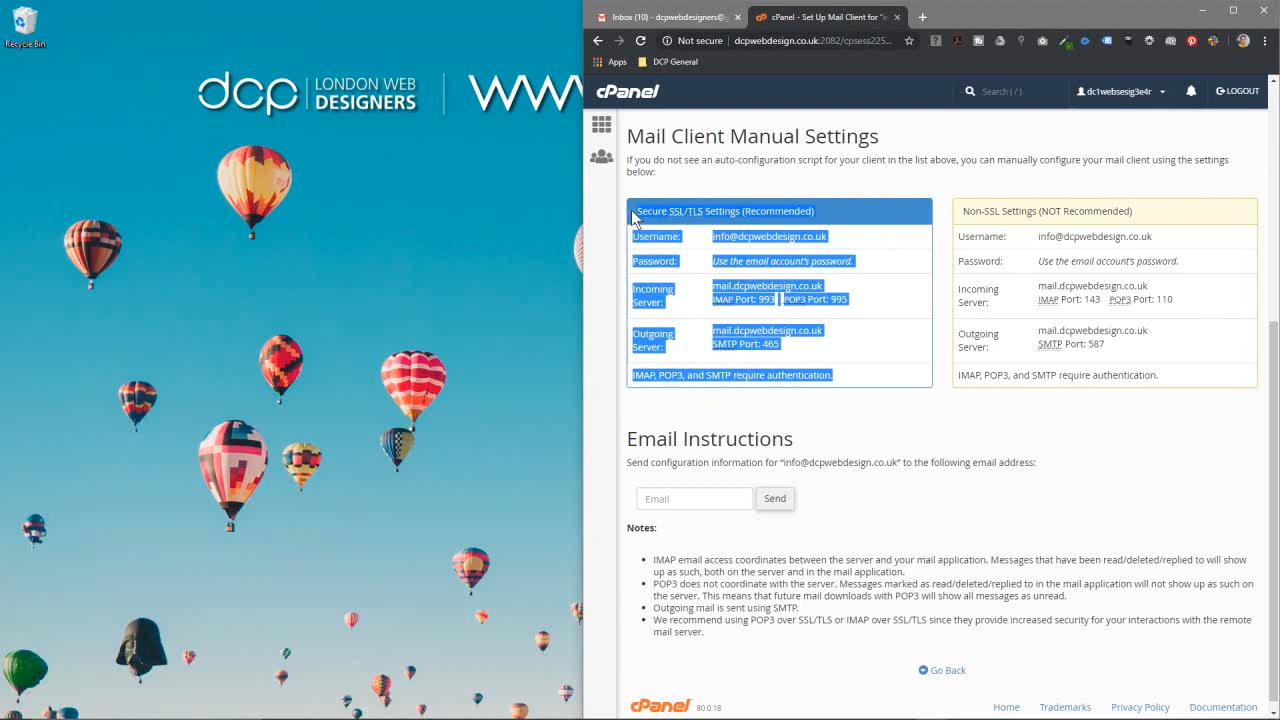 Recycle Bin
dcp
LONDON WEB
DESIGNERS
Inbox (10) - dcpwebdesigners@
cPanel - Set Up Mail Client for "in
Not secure
dcpwebdesign.co.uk:2082/cpsess225...
Apps
DCP General
cPanel
Search ( / )
dc1websesig3e4r
LOGOUT
Mail Client Manual Settings
If you do not see an auto-configuration script for your client in the list above, you can manually configure your mail client using the settings
below:
Secure SSL/TLS Settings (Recommended)
Username: info@dcpwebdesign.co.uk
Password: Use the email account's password.
Incoming
Server:
mail.dcpwebdesign.co.uk
IMAP Port: 993 POP3 Port: 995
Outgoing
Server:
mail.dcpwebdesign.co.uk
SMTP Port: 465
IMAP, POP3, and SMTP require authentication.
Non-SSL Settings (NOT Recommended)
Username: info@dcpwebdesign.co.uk
Password: Use the email account's password.
Incoming
Server:
mail.dcpwebdesign.co.uk
IMAP Port: 143 POP3 Port: 110
Outgoing
Server:
mail.dcpwebdesign.co.uk
SMTP Port: 587
IMAP, POP3, and SMTP require authentication.
Email Instructions
Send configuration information for "info@dcpwebdesign.co.uk" to the following email address:
Email
Send
Notes:
• IMAP email access coordinates between the server and your mail application. Messages that have been read/deleted/replied to will show
up as such, both on the server and in the mail application.
• POP3 does not coordinate with the server. Messages marked as read/deleted/replied to in the mail application will not show up as such on
the server. This means that future mail downloads with POP3 will show all messages as unread.
• Outgoing mail is sent using SMTP.
• We recommend using POP3 over SSL/TLS or IMAP over SSL/TLS since they provide increased security for your interactions with the remote
mail server.
Go Back
cPanel 80.0.18
Home Trademarks Privacy Policy Documentation